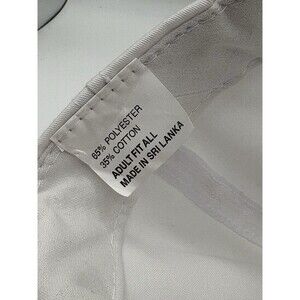 65% POLYESTER
35% COTTON
ADULT FIT ALL
MADE IN SRI LANKA